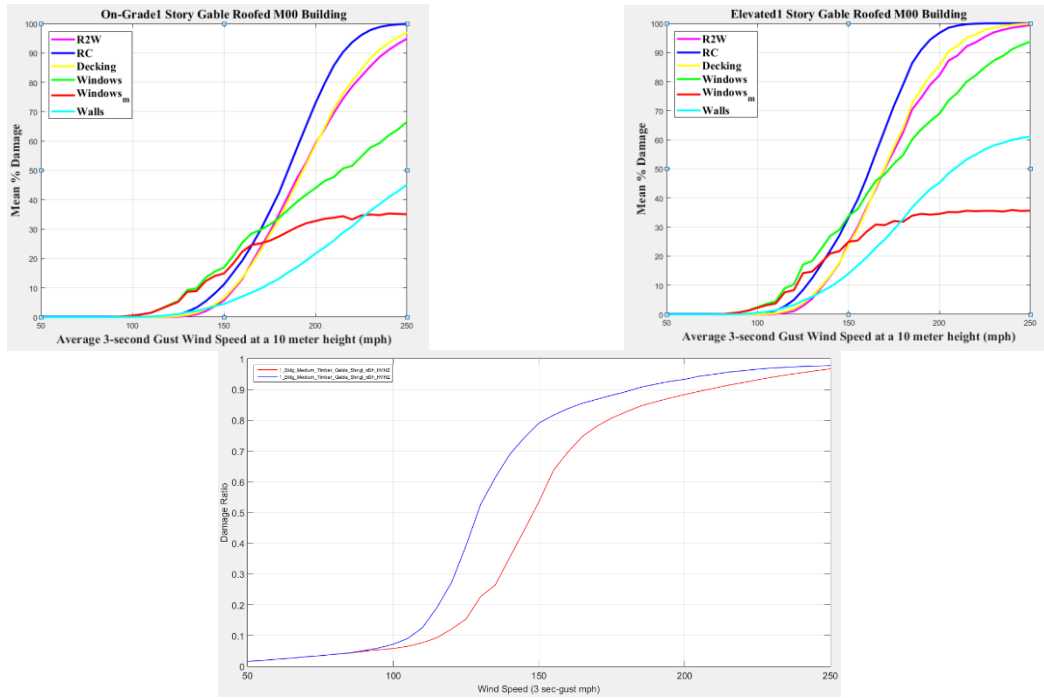 On-Grade1 Story Gable Roofed M00 Building
R2W
RC
Decking
Windows
Windows m
Walls
Mean % Damage
100
90
80
70
60
50
40
30
20
10
0
50 100 150 200 250
Average 3-second Gust Wind Speed at a 10 meter height (mph)
Elevated1 Story Gable Roofed M00 Building
R2W
RC
Decking
Windows
Windows m
Walls
Mean % Damage
100
90
80
70
60
50
40
30
20
10
0
50 100 150 200 250
Average 3-second Gust Wind Speed at a 10 meter height (mph)
Damage Ratio
1
0.9
0.8
0.7
0.6
0.5
0.4
0.3
0.2
0.1
0
50 100 150 200 250
Wind Speed (3 sec-gust mph)